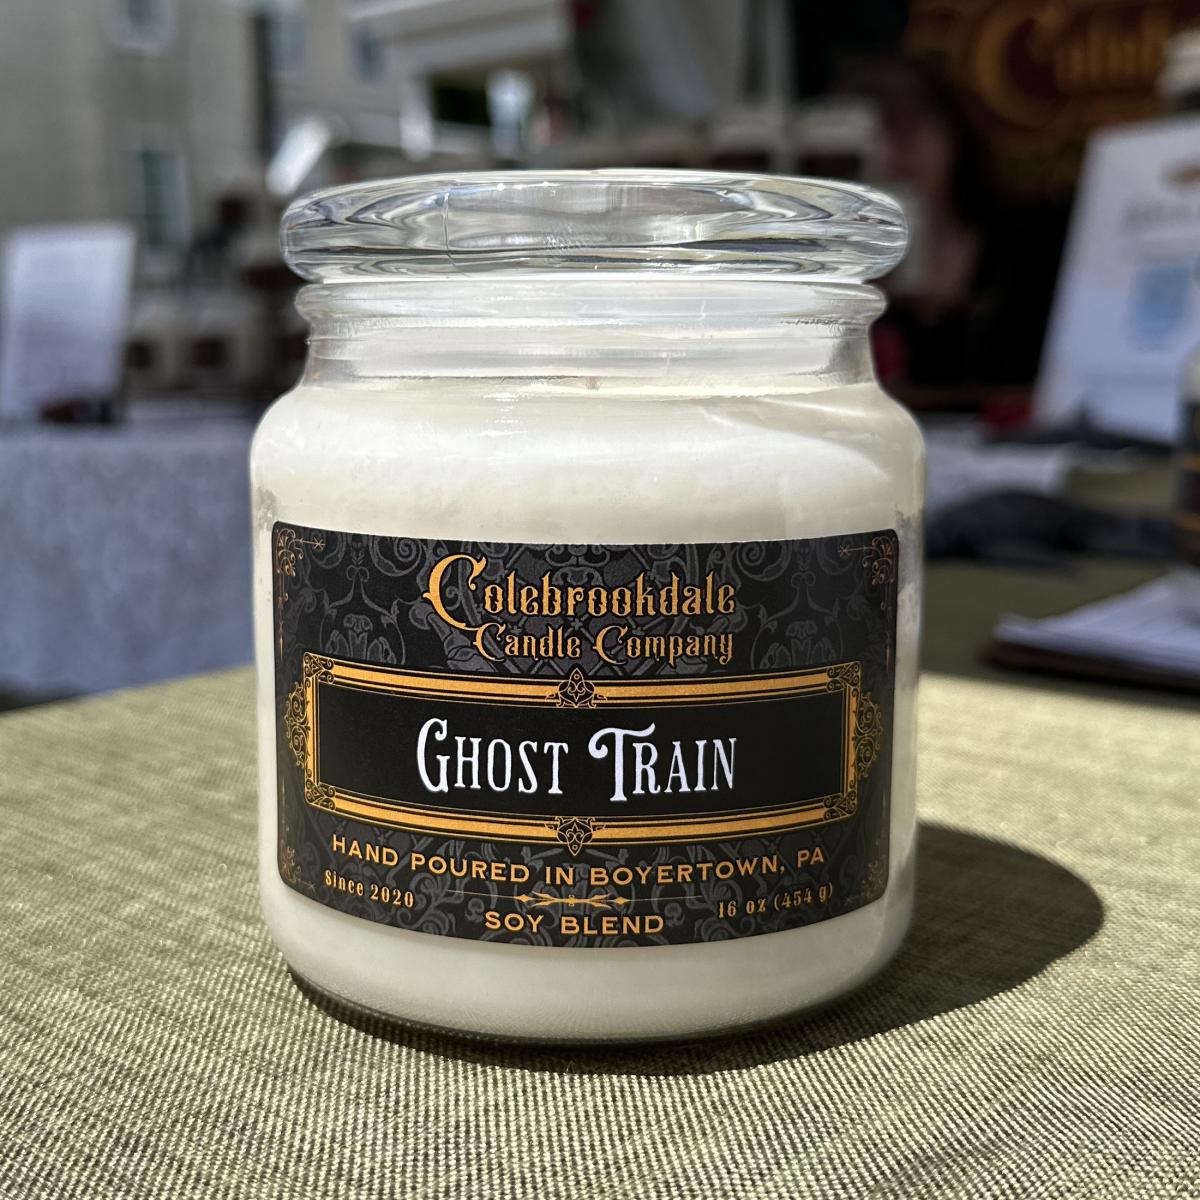 Colebrookdale
Candle Company
Ghost Train
HAND POURED IN BOYERTOWN, PA
Since 2020
16 oz (454 g)
SOY BLEND